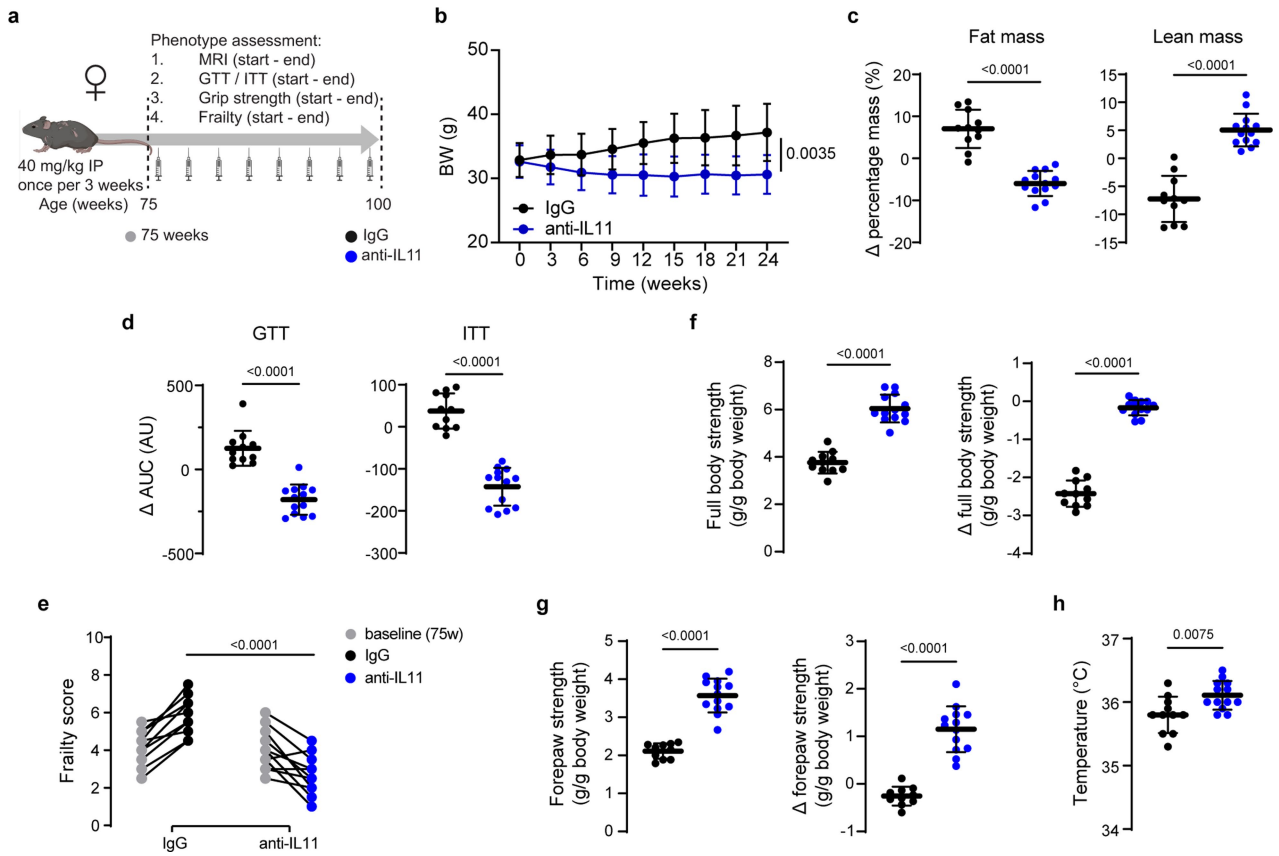 a
♀
Phenotype assessment:
1. MRI (start - end)
2. GTT / ITT (start - end)
3. Grip strength (start - end)
4. Frailty (start - end)
40 mg/kg IP
once per 3 weeks
Age (weeks) 75 100
75 weeks
IgG
anti-IL11
b
BW (g)
50
40
30
20
0.0035
IgG
anti-IL11
0 3 6 9 12 15 18 21 24
Time (weeks)
c
Fat mass
Δ percentage mass (%)
<0.0001
20
10
0
-10
-20
Lean mass
<0.0001
15
10
5
0
-5
-10
-15
d
GTT
Δ AUC (AU)
<0.0001
500
0
-500
ITT
<0.0001
100
0
-100
-200
-300
f
Full body strength
(g/g body weight)
<0.0001
8
6
4
2
0
Δ full body strength
(g/g body weight)
<0.0001
1
0
-1
-2
-3
-4
e
Frailty score
<0.0001
10
8
6
4
2
0
IgG anti-IL11
baseline (75w)
IgG
anti-IL11
g
Forepaw strength
(g/g body weight)
<0.0001
5
4
3
2
1
0
Δ forepaw strength
(g/g body weight)
<0.0001
3
2
1
0
-1
h
Temperature (°C)
0.0075
37
36
35
34